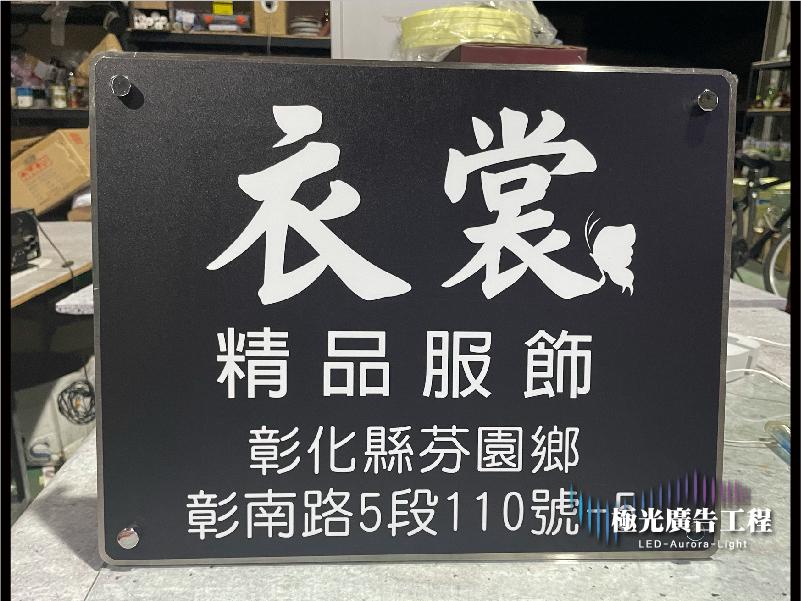 衣裳
精品服飾
彰化縣芬園鄉
彰南路5段110號-5
極光廣告工程
LED-Aurora-Light